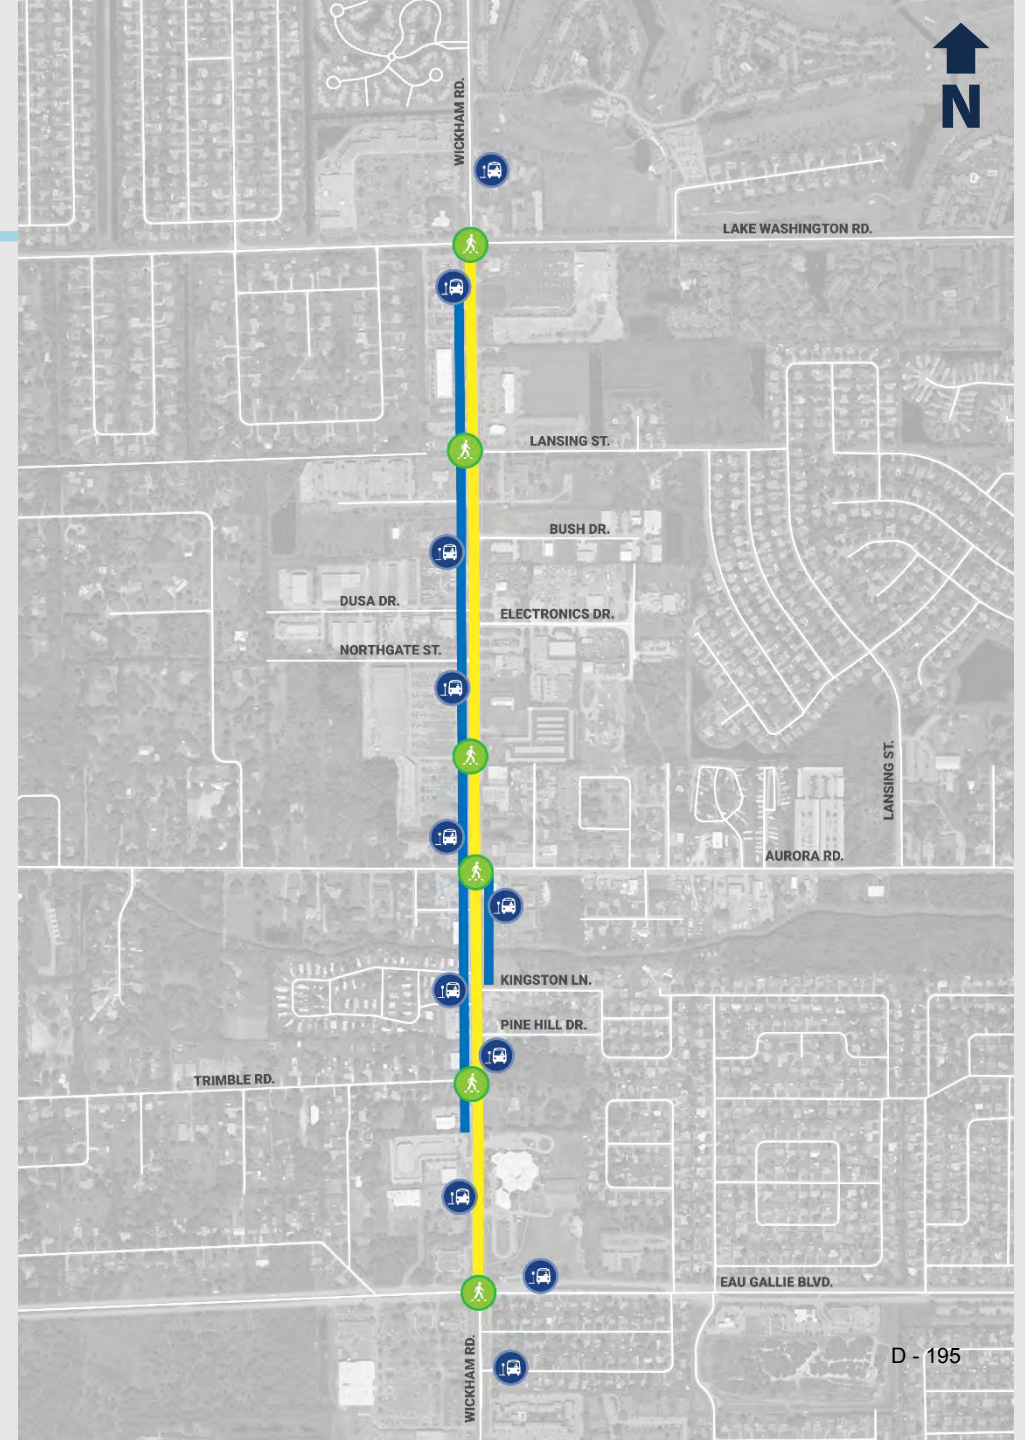 N
WICKHAM RD.
LAKE WASHINGTON RD.
LANSING ST.
BUSH DR.
DUSA DR.
ELECTRONICS DR.
NORTHGATE ST.
LANSING ST.
AURORA RD.
KINGSTON LN.
PINE HILL DR.
TRIMBLE RD.
EAU GALLIE BLVD.
WICKHAM RD.
D - 195